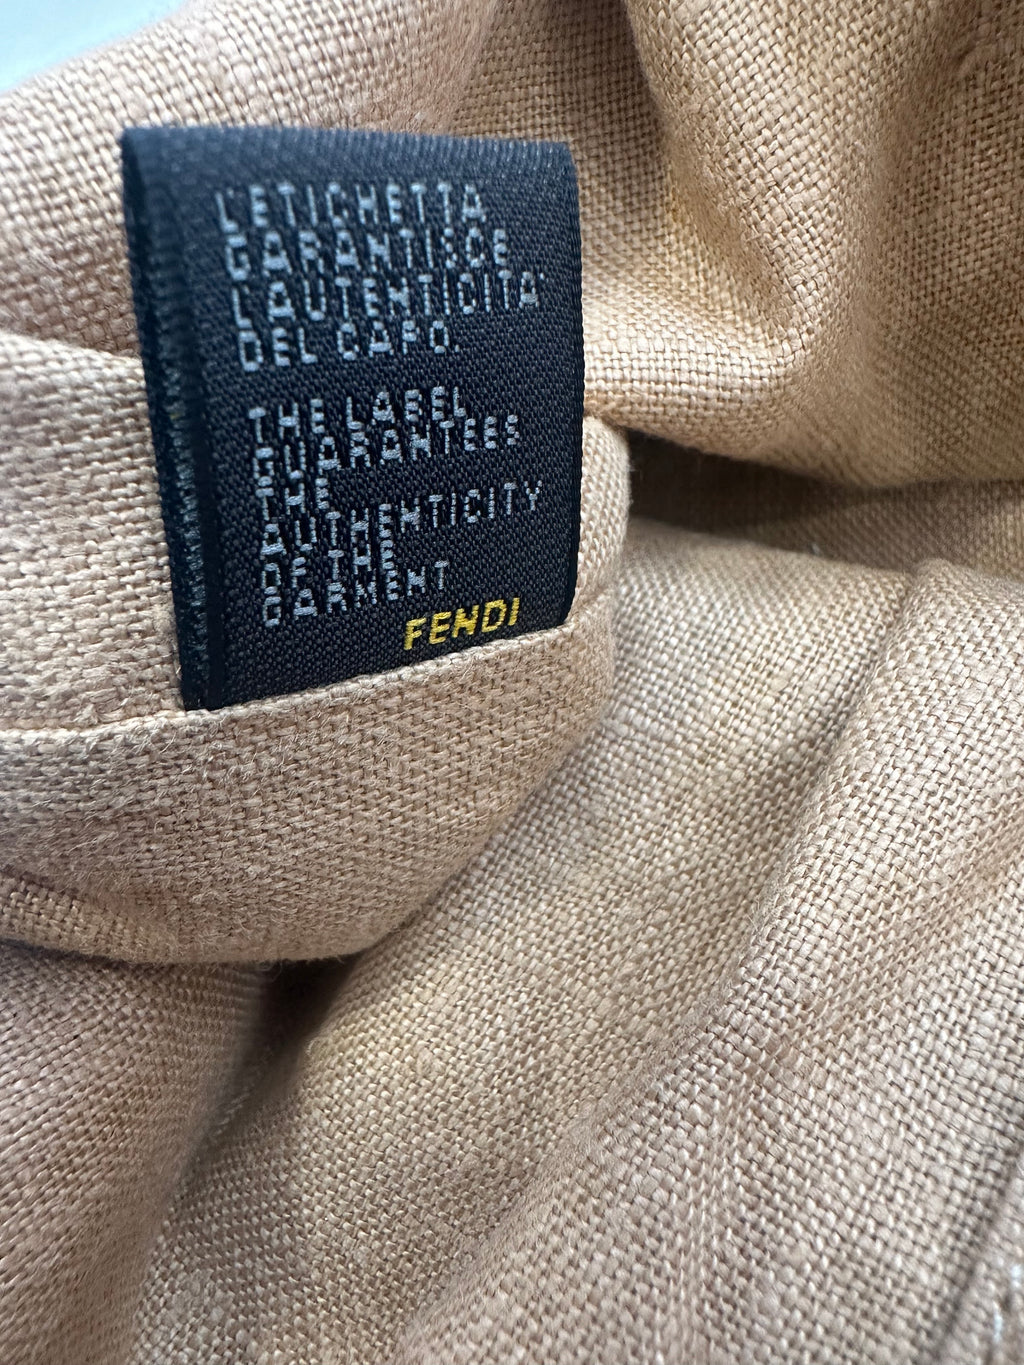 L'ETICHETTA
GARANTISCE
L'AUTENTICITA'
DEL CAPO.
THE LABEL
GUARANTEES
THE
AUTHENTICITY
OF THE
GARMENT
FENDI